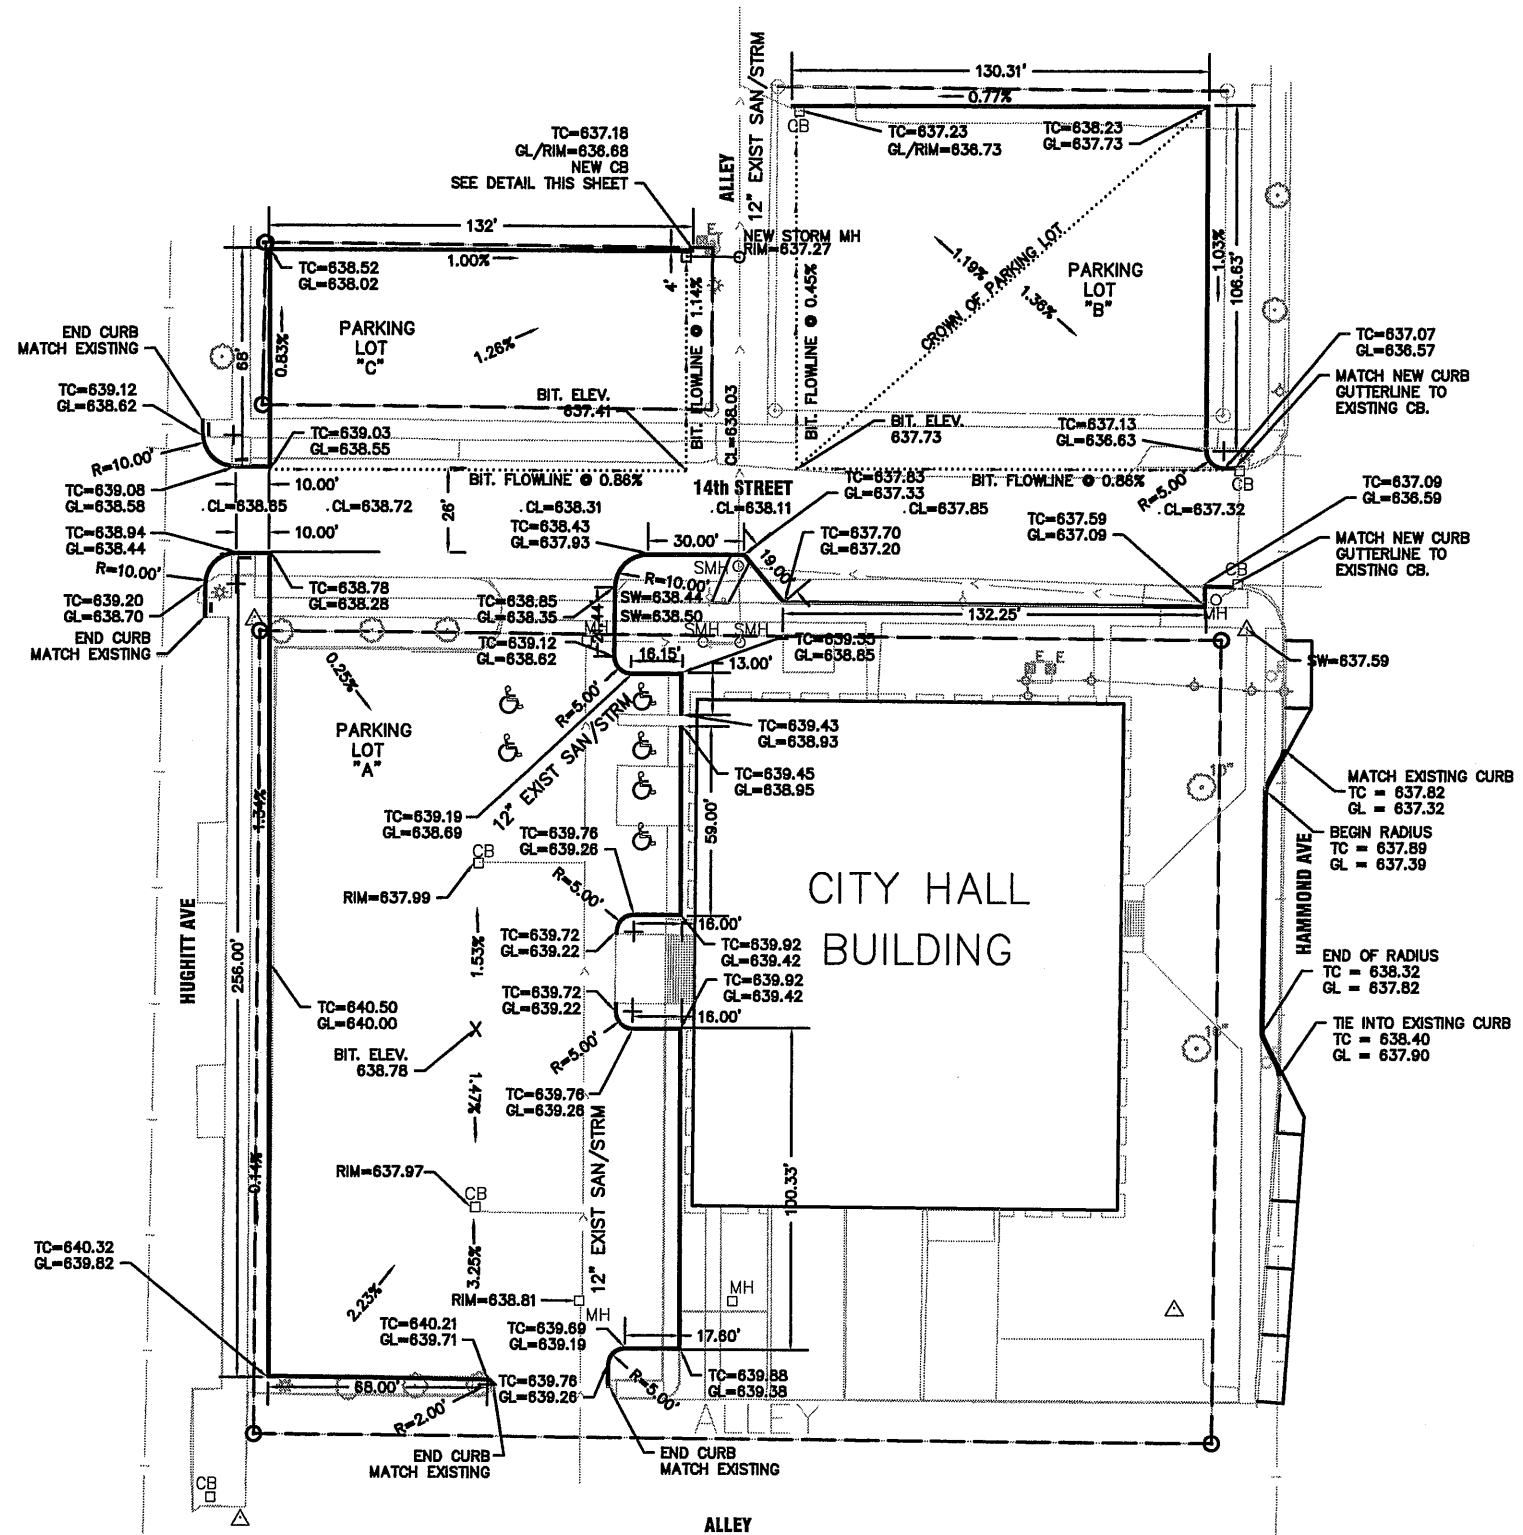 130.31'
0.77%
CB
TC=637.23
GL/RIM=636.73
TC=638.23
GL=637.73
TC=637.18
GL/RIM=636.68
NEW CB
SEE DETAIL THIS SHEET
ALLEY
12" EXIST SAN/STRM
132'
E
NEW STORM MH
RIM=637.27
1.00%
4'
TC=638.52
GL=638.02
1.19%
CROWN OF PARKING LOT
1.36%
PARKING
LOT
"B"
1.03%
106.63'
BIT. FLOWLINE @ 0.45%
BIT. FLOWLINE @ 1.14%
PARKING
LOT
"C"
0.83%
68'
1.26%
END CURB
MATCH EXISTING
TC=637.07
GL=636.57
MATCH NEW CURB
GUTTERLINE TO
EXISTING CB.
TC=639.12
GL=638.62
BIT. ELEV.
637.41
CL=638.03
BIT. ELEV.
637.73
TC=637.13
GL=636.63
TC=639.03
GL=638.55
R=10.00'
TC=639.08
GL=638.58
10.00'
BIT. FLOWLINE @ 0.86%
14th STREET
TC=637.83
GL=637.33
BIT. FLOWLINE @ 0.86%
R=5.00'
CB
TC=637.09
GL=636.59
CL=638.85
CL=638.72
26'
CL=638.31
CL=638.11
CL=637.85
CL=637.32
TC=638.94
GL=638.44
10.00'
TC=638.43
GL=637.93
30.00'
19.00'
TC=637.70
GL=637.20
TC=637.59
GL=637.09
MATCH NEW CURB
GUTTERLINE TO
EXISTING CB.
R=10.00'
TC=638.78
GL=638.28
SMH
CB
R=10.00'
TC=639.20
GL=638.70
END CURB
MATCH EXISTING
TC=638.85
GL=638.35
SW=638.44
SW=638.50
132.25'
MH
TC=639.12
GL=638.62
MH
SMH
SMH
TC=639.35
GL=638.85
16.15'
13.00'
SW=637.59
E
E
0.25%
R=5.00'
PARKING
LOT
"A"
12" EXIST SAN/STRM
TC=639.43
GL=638.93
TC=639.45
GL=638.95
10"
MATCH EXISTING CURB
TC = 637.82
GL = 637.32
1.34%
TC=639.19
GL=638.69
59.00'
TC=639.76
GL=639.26
BEGIN RADIUS
TC = 637.89
GL = 637.39
CB
RIM=637.99
R=5.00'
CITY HALL
BUILDING
HAMMOND AVE
HUGHITT AVE
256.00'
1.53%
TC=639.72
GL=639.22
16.00'
TC=639.92
GL=639.42
TC=639.92
GL=639.42
END OF RADIUS
TC = 638.32
GL = 637.82
TC=639.72
GL=639.22
16.00'
TC=640.50
GL=640.00
X
BIT. ELEV.
638.78
R=5.00'
TIE INTO EXISTING CURB
TC = 638.40
GL = 637.90
1.47%
TC=639.76
GL=639.26
12" EXIST SAN/STRM
0.14%
RIM=637.97
CB
100.33'
TC=640.32
GL=639.82
3.25%
2.23%
RIM=638.81
MH
MH
TC=640.21
GL=639.71
TC=639.69
GL=639.19
17.60'
TC=639.76
GL=639.26
TC=639.88
GL=639.38
68.00'
R=2.00'
R=5.00'
ALLEY
END CURB
MATCH EXISTING
END CURB
MATCH EXISTING
CB
ALLEY